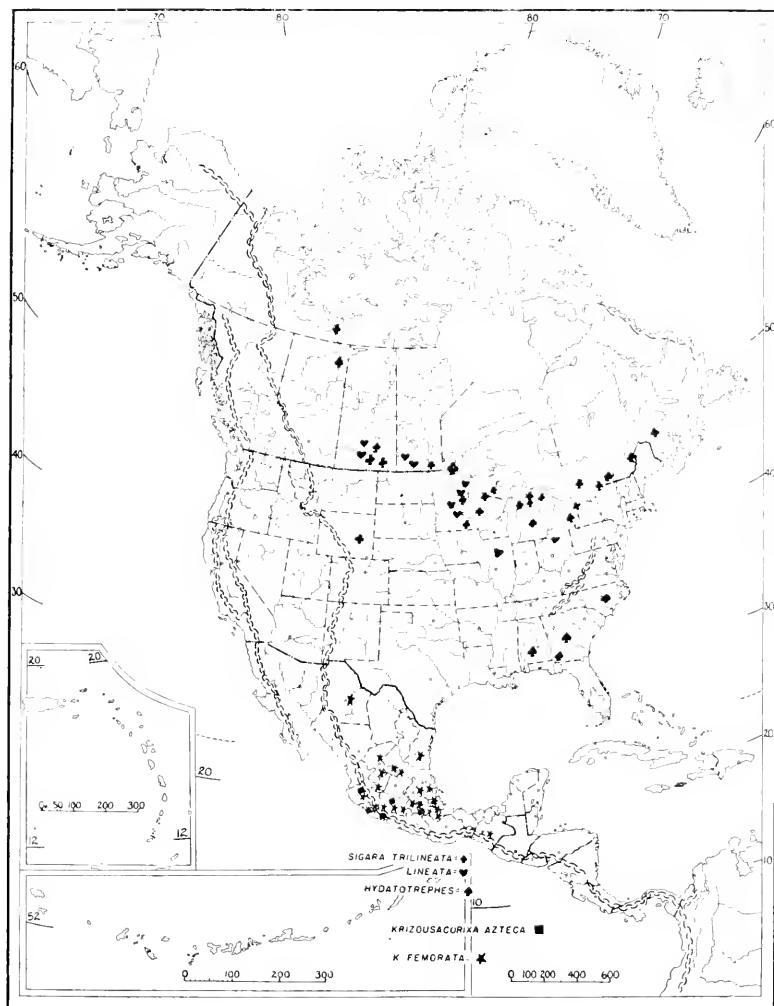 70 80 80 70
60
60
50
50
40
40
30
30
20 20
20
20
0 50 100 200 300
12 12
10
SIGARA TRILINEATA=
LINEATA=
HYDATOTREPHES=
10
52
KRIZOUSACORIXA AZTECA
K FEMORATA
0 100 200 300
0 100 200 400 600